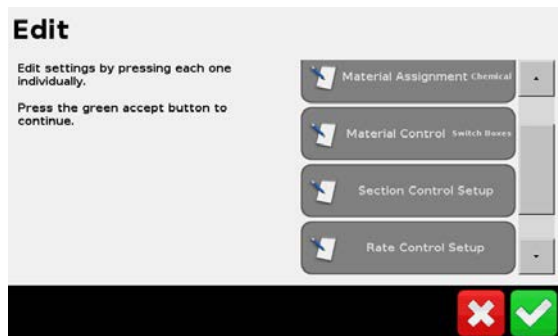 Edit
Edit settings by pressing each one
individually.
Press the green accept button to
continue.
Material Assignment Chemical
Material Control Switch Boxes
Section Control Setup
Rate Control Setup